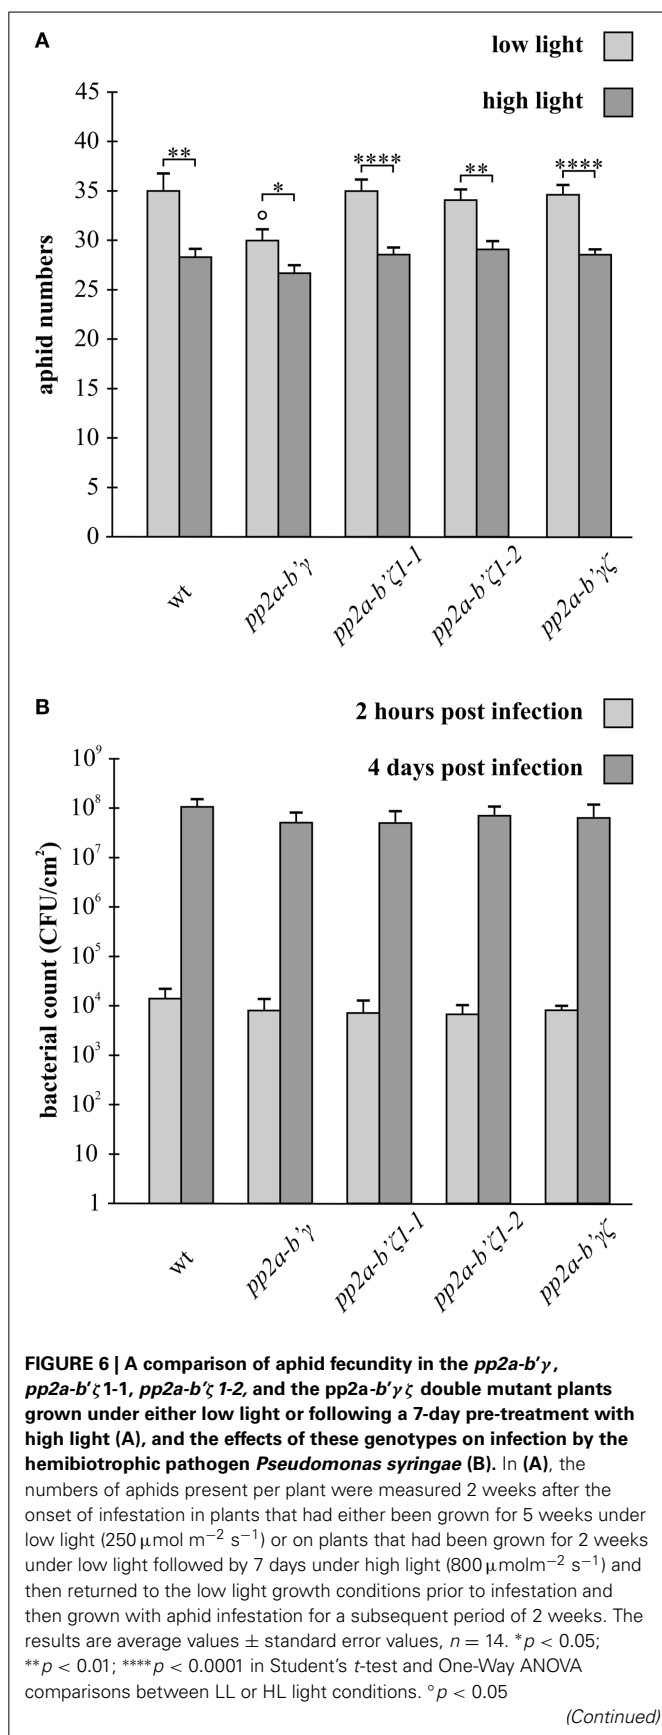 A
low light
high light
45
40
35
30
25
20
15
10
5
0
aphid numbers
**
*
****
**
****
°
wt
pp2a-b'γ
pp2a-b'ζ1-1
pp2a-b'ζ1-2
pp2a-b'γζ
B
2 hours post infection
4 days post infection
10⁹
10⁸
10⁷
10⁶
10⁵
10⁴
10³
10²
10
1
bacterial count (CFU/cm²)
wt
pp2a-b'γ
pp2a-b'ζ1-1
pp2a-b'ζ1-2
pp2a-b'γζ
FIGURE 6 | A comparison of aphid fecundity in the pp2a-b'γ,
pp2a-b'ζ1-1, pp2a-b'ζ1-2, and the pp2a-b'γζ double mutant plants
grown under either low light or following a 7-day pre-treatment with
high light (A), and the effects of these genotypes on infection by the
hemibiotrophic pathogen Pseudomonas syringae (B). In (A), the
numbers of aphids present per plant were measured 2 weeks after the
onset of infestation in plants that had either been grown for 5 weeks under
low light (250 μmol m⁻² s⁻¹) or on plants that had been grown for 2 weeks
under low light followed by 7 days under high light (800 μmolm⁻² s⁻¹) and
then returned to the low light growth conditions prior to infestation and
then grown with aphid infestation for a subsequent period of 2 weeks. The
results are average values ± standard error values, n = 14. *p < 0.05;
**p < 0.01; ****p < 0.0001 in Student's t-test and One-Way ANOVA
comparisons between LL or HL light conditions. °p < 0.05
(Continued)